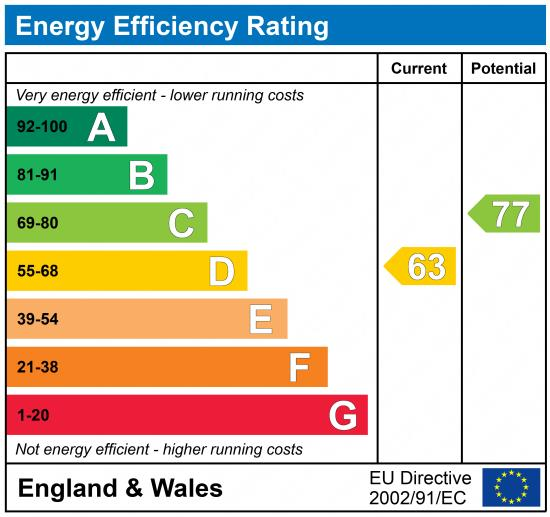 Energy Efficiency Rating
Current Potential
Very energy efficient - lower running costs
92-100 A
81-91 B
69-80 C
77
55-68 D
63
39-54 E
21-38 F
1-20 G
Not energy efficient - higher running costs
England & Wales
EU Directive
2002/91/EC